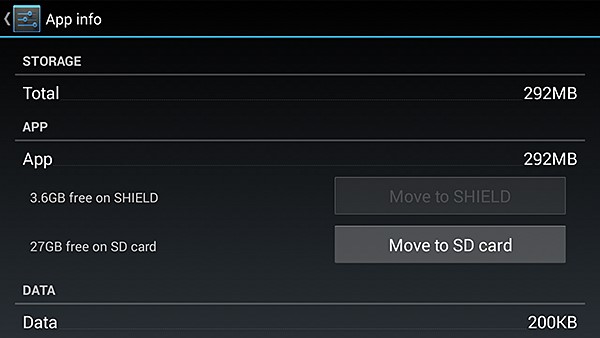 App info
STORAGE
Total 292MB
APP
App 292MB
3.6GB free on SHIELD Move to SHIELD
27GB free on SD card Move to SD card
DATA
Data 200KB